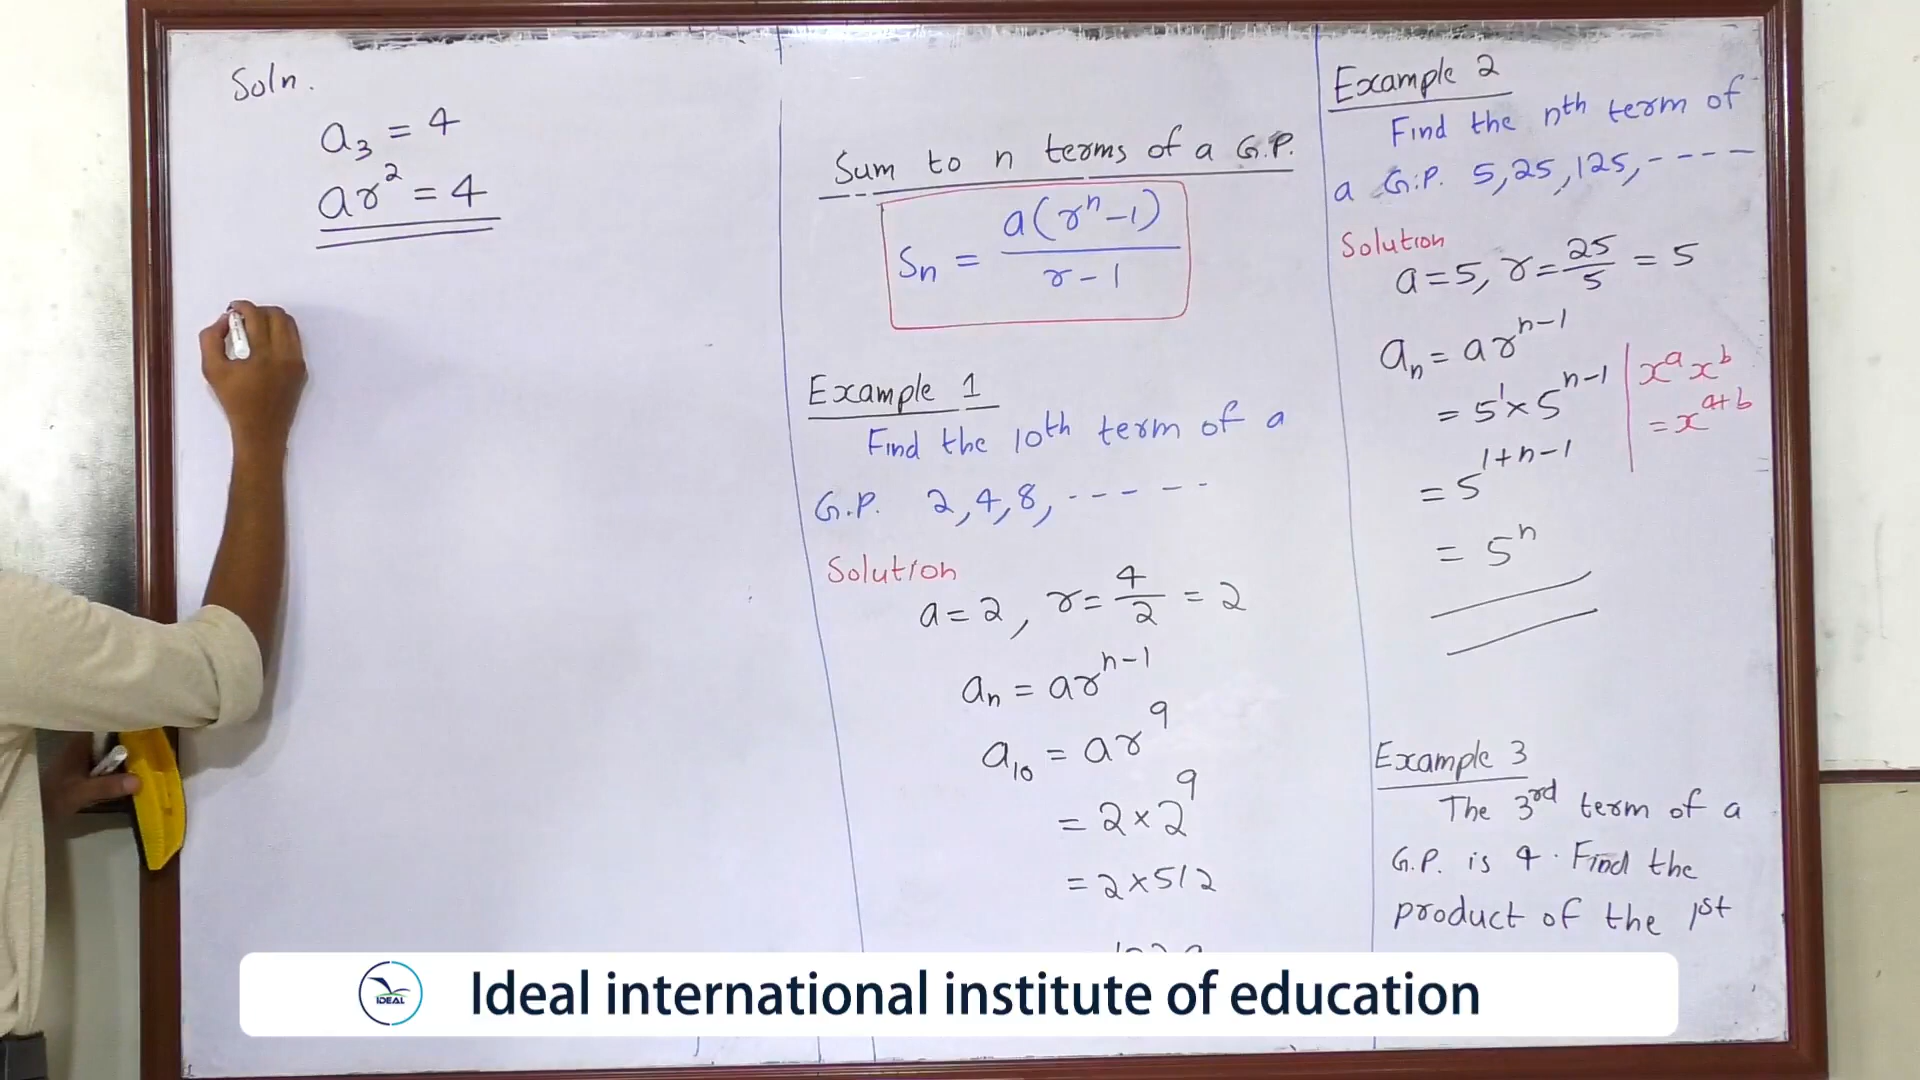 Soln.
a₃ = 4
ar² = 4
Sum to n terms of a G.P.
Sn = a(rⁿ-1) / r-1
Example 1
Find the 10th term of a
G.P. 2,4,8,------
Solution
a=2, r= 4/2 = 2
an = arⁿ⁻¹
a₁₀ = ar⁹
= 2×2⁹
= 2×512
Example 2
Find the nth term of
a G.P. 5,25,125,----
Solution
a=5, r= 25/5 = 5
an = arⁿ⁻¹
= 5¹×5ⁿ⁻¹
= 5¹⁺ⁿ⁻¹
= 5ⁿ
xᵃxᵇ
= xᵃ⁺ᵇ
Example 3
The 3rd term of a
G.P. is 4. Find the
product of the 1st
IDEAL
Ideal international institute of education